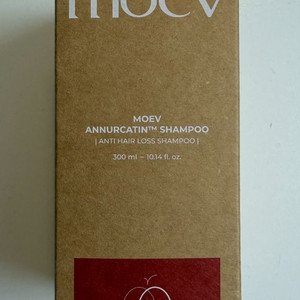 moev
MOEV
ANNURCATIN™ SHAMPOO
| ANTI HAIR LOSS SHAMPOO |
300 ml – 10.14 fl. oz.